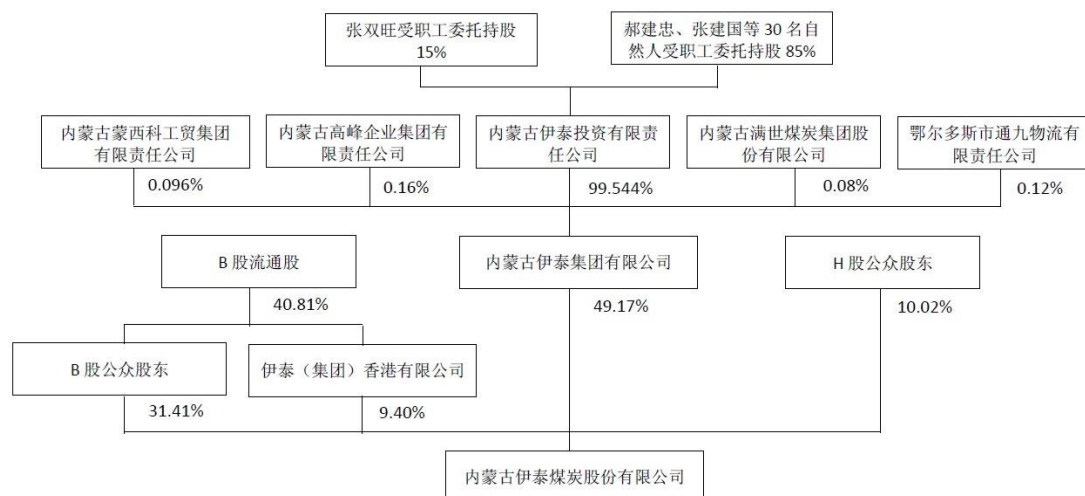 张双旺受职工委托持股
15%
郝建忠、张建国等 30 名自
然人受职工委托持股 85%
内蒙古蒙西科工贸集团
有限责任公司
内蒙古高峰企业集团有
限责任公司
内蒙古伊泰投资有限责
任公司
内蒙古满世煤炭集团股
份有限公司
鄂尔多斯市通九物流有
限责任公司
0.096%
0.16%
99.544%
0.08%
0.12%
B 股流通股
内蒙古伊泰集团有限公司
H 股公众股东
40.81%
49.17%
10.02%
B 股公众股东
伊泰（集团）香港有限公司
31.41%
9.40%
内蒙古伊泰煤炭股份有限公司